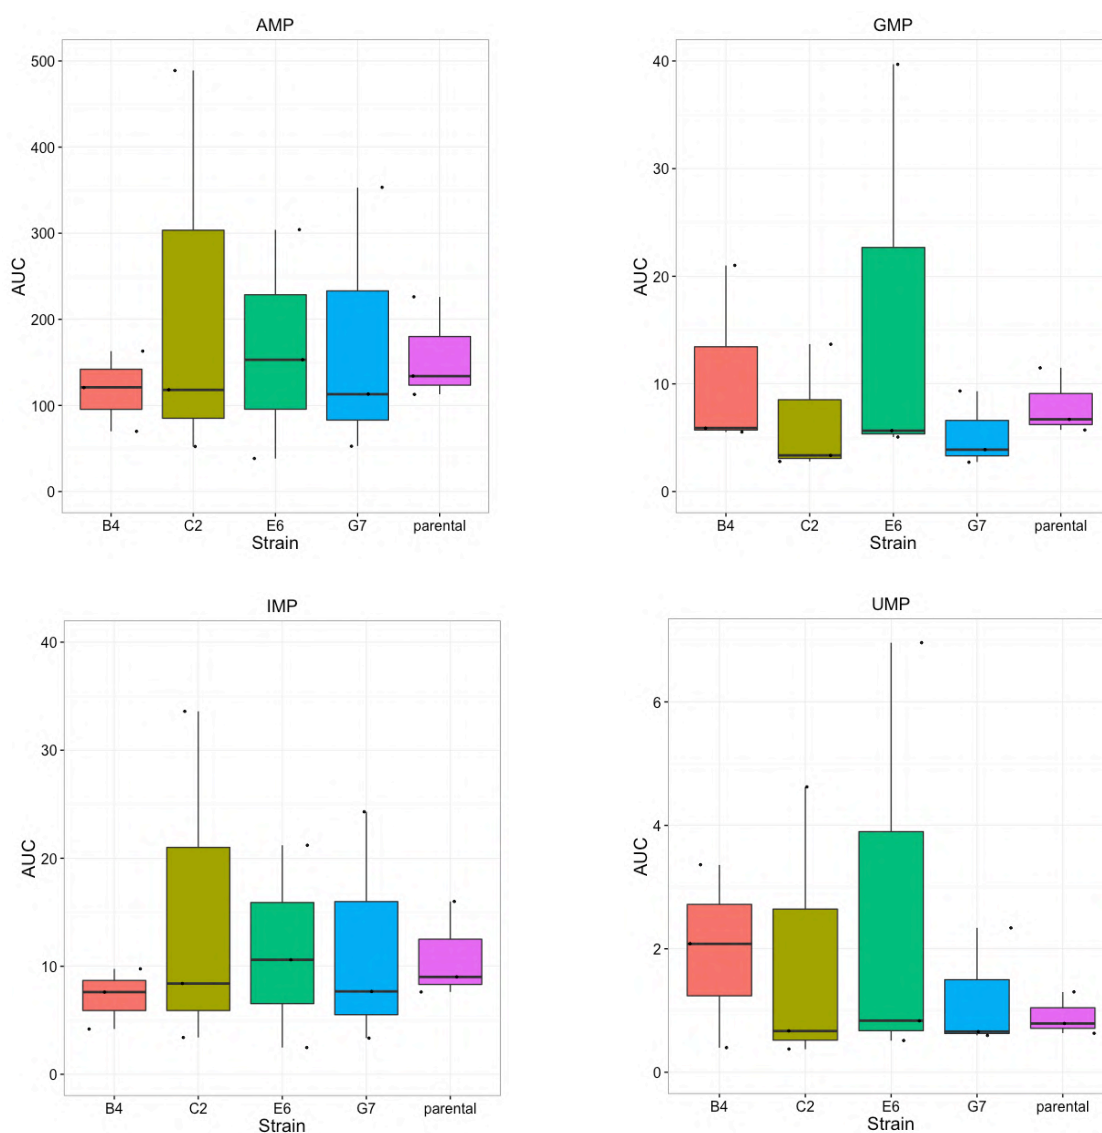 AMP
500
400
300
200
100
0
AUC
B4 C2 E6 G7 parental
Strain
GMP
40
30
20
10
0
AUC
B4 C2 E6 G7 parental
Strain
IMP
40
30
20
10
0
AUC
B4 C2 E6 G7 parental
Strain
UMP
6
4
2
0
AUC
B4 C2 E6 G7 parental
Strain